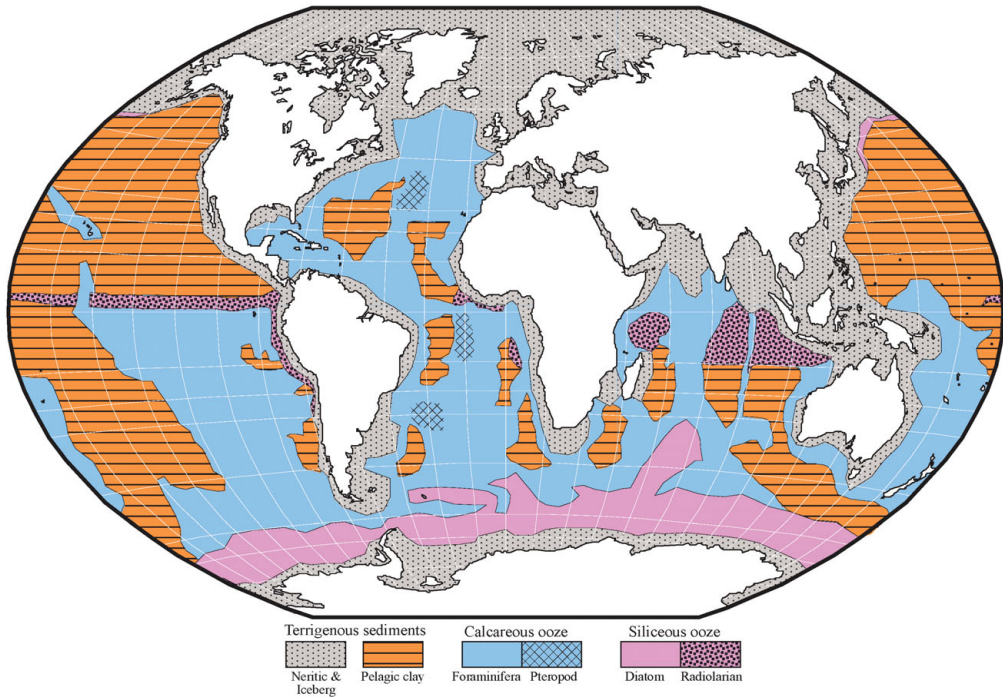 Terrigenous sediments
Calcareous ooze
Siliceous ooze
Neritic &
Iceberg
Pelagic clay
Foraminifera
Pteropod
Diatom
Radiolarian